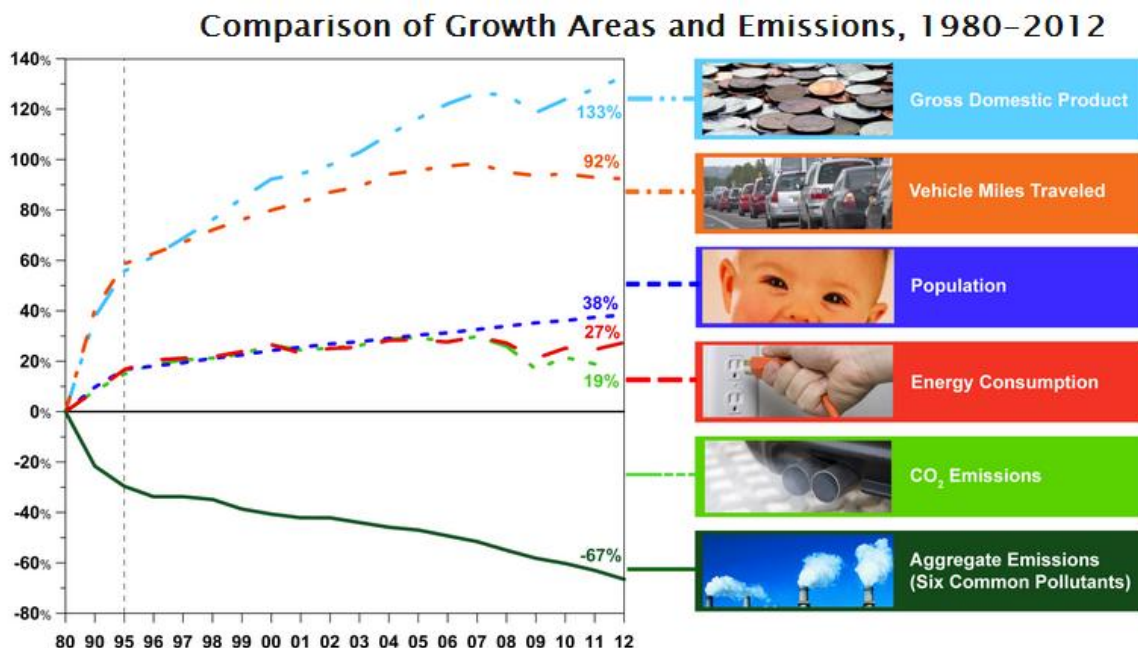 Comparison of Growth Areas and Emissions, 1980-2012
140%
120%
100%
80%
60%
40%
20%
0%
-20%
-40%
-60%
-80%
133%
92%
38%
27%
19%
-67%
80 90 95 96 97 98 99 00 01 02 03 04 05 06 07 08 09 10 11 12
Gross Domestic Product
Vehicle Miles Traveled
Population
Energy Consumption
CO₂ Emissions
Aggregate Emissions
(Six Common Pollutants)